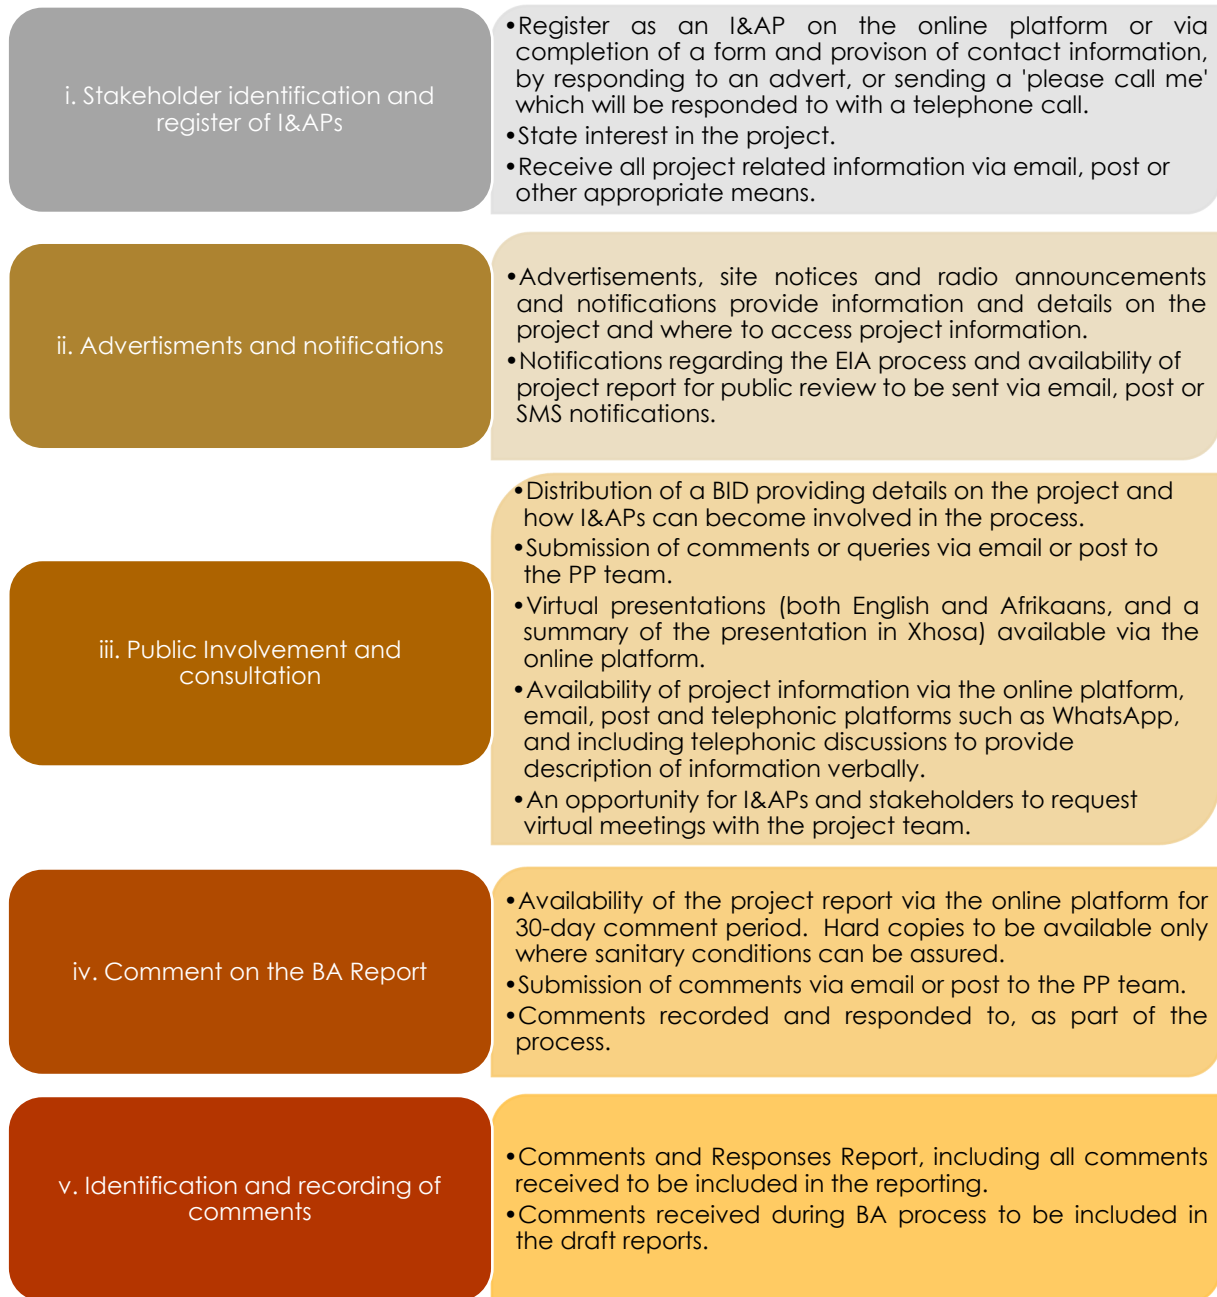 i. Stakeholder identification and
register of I&APs
•Register as an I&AP on the online platform or via
completion of a form and provison of contact information,
by responding to an advert, or sending a 'please call me'
which will be responded to with a telephone call.
•State interest in the project.
•Receive all project related information via email, post or
other appropriate means.
ii. Advertisments and notifications
•Advertisements, site notices and radio announcements
and notifications provide information and details on the
project and where to access project information.
•Notifications regarding the EIA process and availability of
project report for public review to be sent via email, post or
SMS notifications.
iii. Public Involvement and
consultation
•Distribution of a BID providing details on the project and
how I&APs can become involved in the process.
•Submission of comments or queries via email or post to
the PP team.
•Virtual presentations (both English and Afrikaans, and a
summary of the presentation in Xhosa) available via the
online platform.
•Availability of project information via the online platform,
email, post and telephonic platforms such as WhatsApp,
and including telephonic discussions to provide
description of information verbally.
•An opportunity for I&APs and stakeholders to request
virtual meetings with the project team.
iv. Comment on the BA Report
•Availability of the project report via the online platform for
30-day comment period. Hard copies to be available only
where sanitary conditions can be assured.
•Submission of comments via email or post to the PP team.
•Comments recorded and responded to, as part of the
process.
v. Identification and recording of
comments
•Comments and Responses Report, including all comments
received to be included in the reporting.
•Comments received during BA process to be included in
the draft reports.